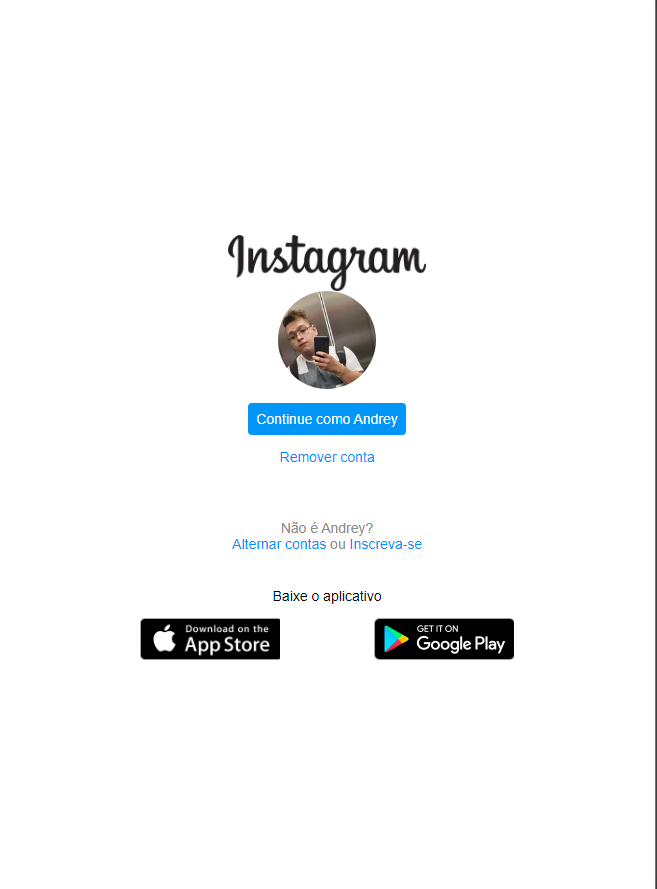 Instagram
Continue como Andrey
Remover conta
Não é Andrey?
Alternar contas ou Inscreva-se
Baixe o aplicativo
Download on the
App Store
GET IT ON
Google Play